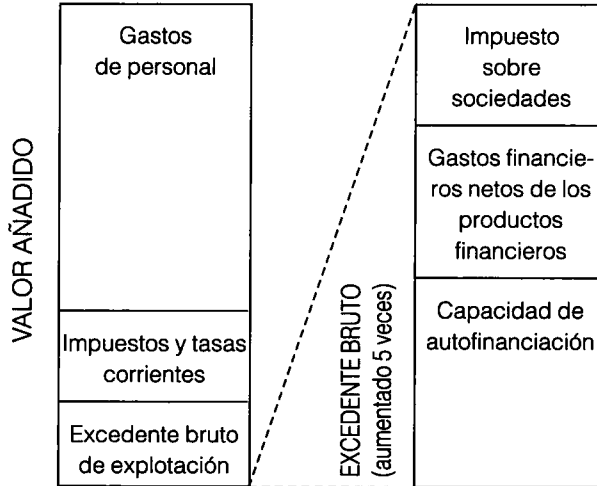 VALOR AÑADIDO
Gastos
de personal
Impuestos y tasas
corrientes
Excedente bruto
de explotación
EXCEDENTE BRUTO
(aumentado 5 veces)
Impuesto
sobre
sociedades
Gastos financie-
ros netos de los
productos
financieros
Capacidad de
autofinanciación